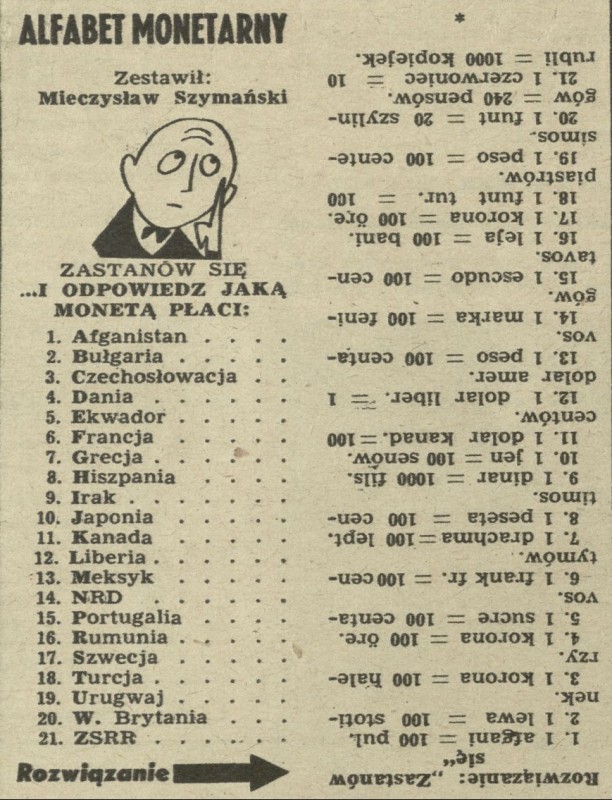 ALFABET MONETARNY
Zestawił:
Mieczysław Szymański
ZASTANÓW SIĘ
...I ODPOWIEDZ JAKĄ
MONETĄ PŁACI:
1. Afganistan . . . .
2. Bułgaria . . . . .
3. Czechosłowacja . .
4. Dania . . . . . .
5. Ekwador . . . . .
6. Francja . . . . .
7. Grecja . . . . .
8. Hiszpania . . . .
9. Irak . . . . . . .
10. Japonia . . . . .
11. Kanada . . . . .
12. Liberia . . . . .
13. Meksyk . . . . .
14. NRD . . . . . .
15. Portugalia . . . .
16. Rumunia . . . . .
17. Szwecja . . . . .
18. Turcja . . . . .
19. Urugwaj . . . . .
20. W. Brytania . . .
21. ZSRR . . . . . .
Rozwiązanie
Rozwiązanie: „Zastanów
się"
1. 1 afgani = 100 pul.
2. 1 lewa = 100 stoti-
nek.
3. 1 korona = 100 hale-
rzy.
4. 1 korona = 100 öre.
5. 1 sucre = 100 centa-
vos.
6. 1 frank fr. = 100 cen-
tymów.
7. 1 drachma = 100 lept.
8. 1 peseta = 100 cen-
timos.
9. 1 dinar = 1000 fils.
10. 1 jen = 100 senów.
11. 1 dolar kanad. = 100
centów.
12. 1 dolar liber. = 1
dolar amer.
13. 1 peso = 100 centa-
vos.
14. 1 marka = 100 feni-
gów.
15. 1 escudo = 100 cen-
tavos.
16. 1 leja = 100 bani.
17. 1 korona = 100 öre.
18. 1 funt tur. = 100
piastrów.
19. 1 peso = 100 cente-
simos.
20. 1 funt = 20 szylin-
gów = 240 pensów.
21. 1 czerwoniec = 10
rubli = 1000 kopiejek.
*